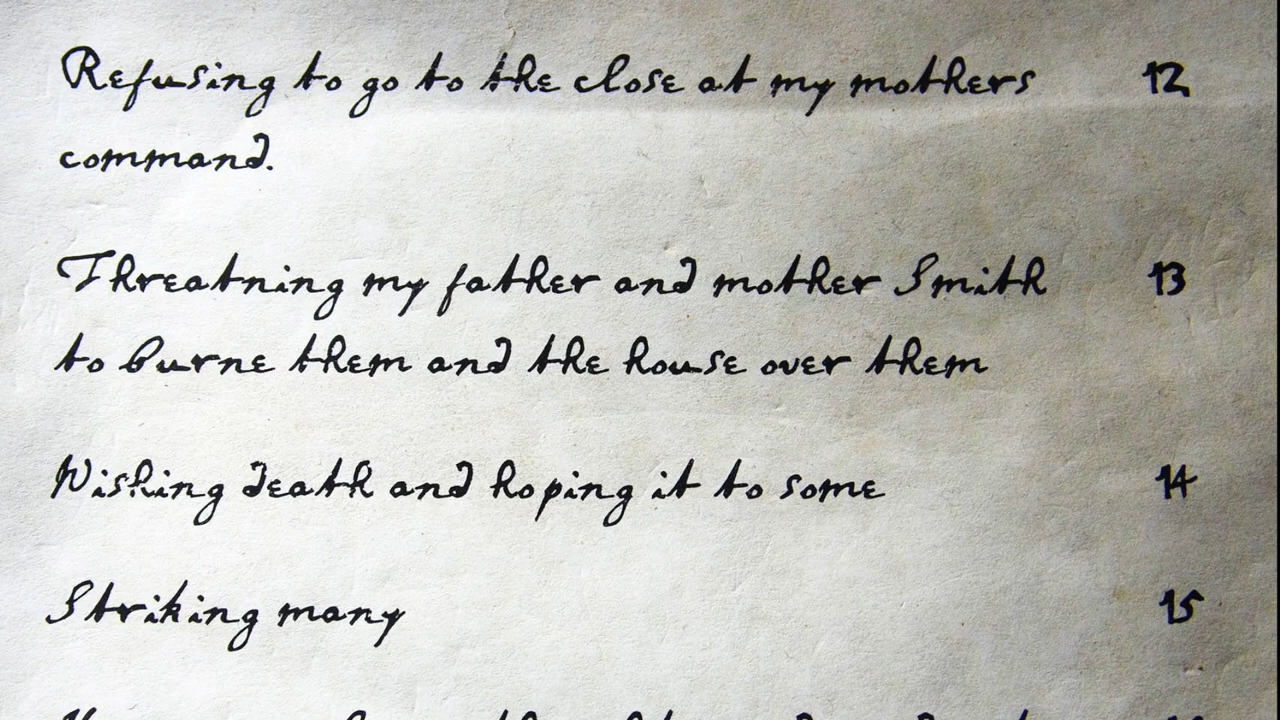 Refusing to go to the close at my mothers 12
command.
Threatning my father and mother Smith 13
to burne them and the house over them
Wishing death and hoping it to some 14
Striking many 15